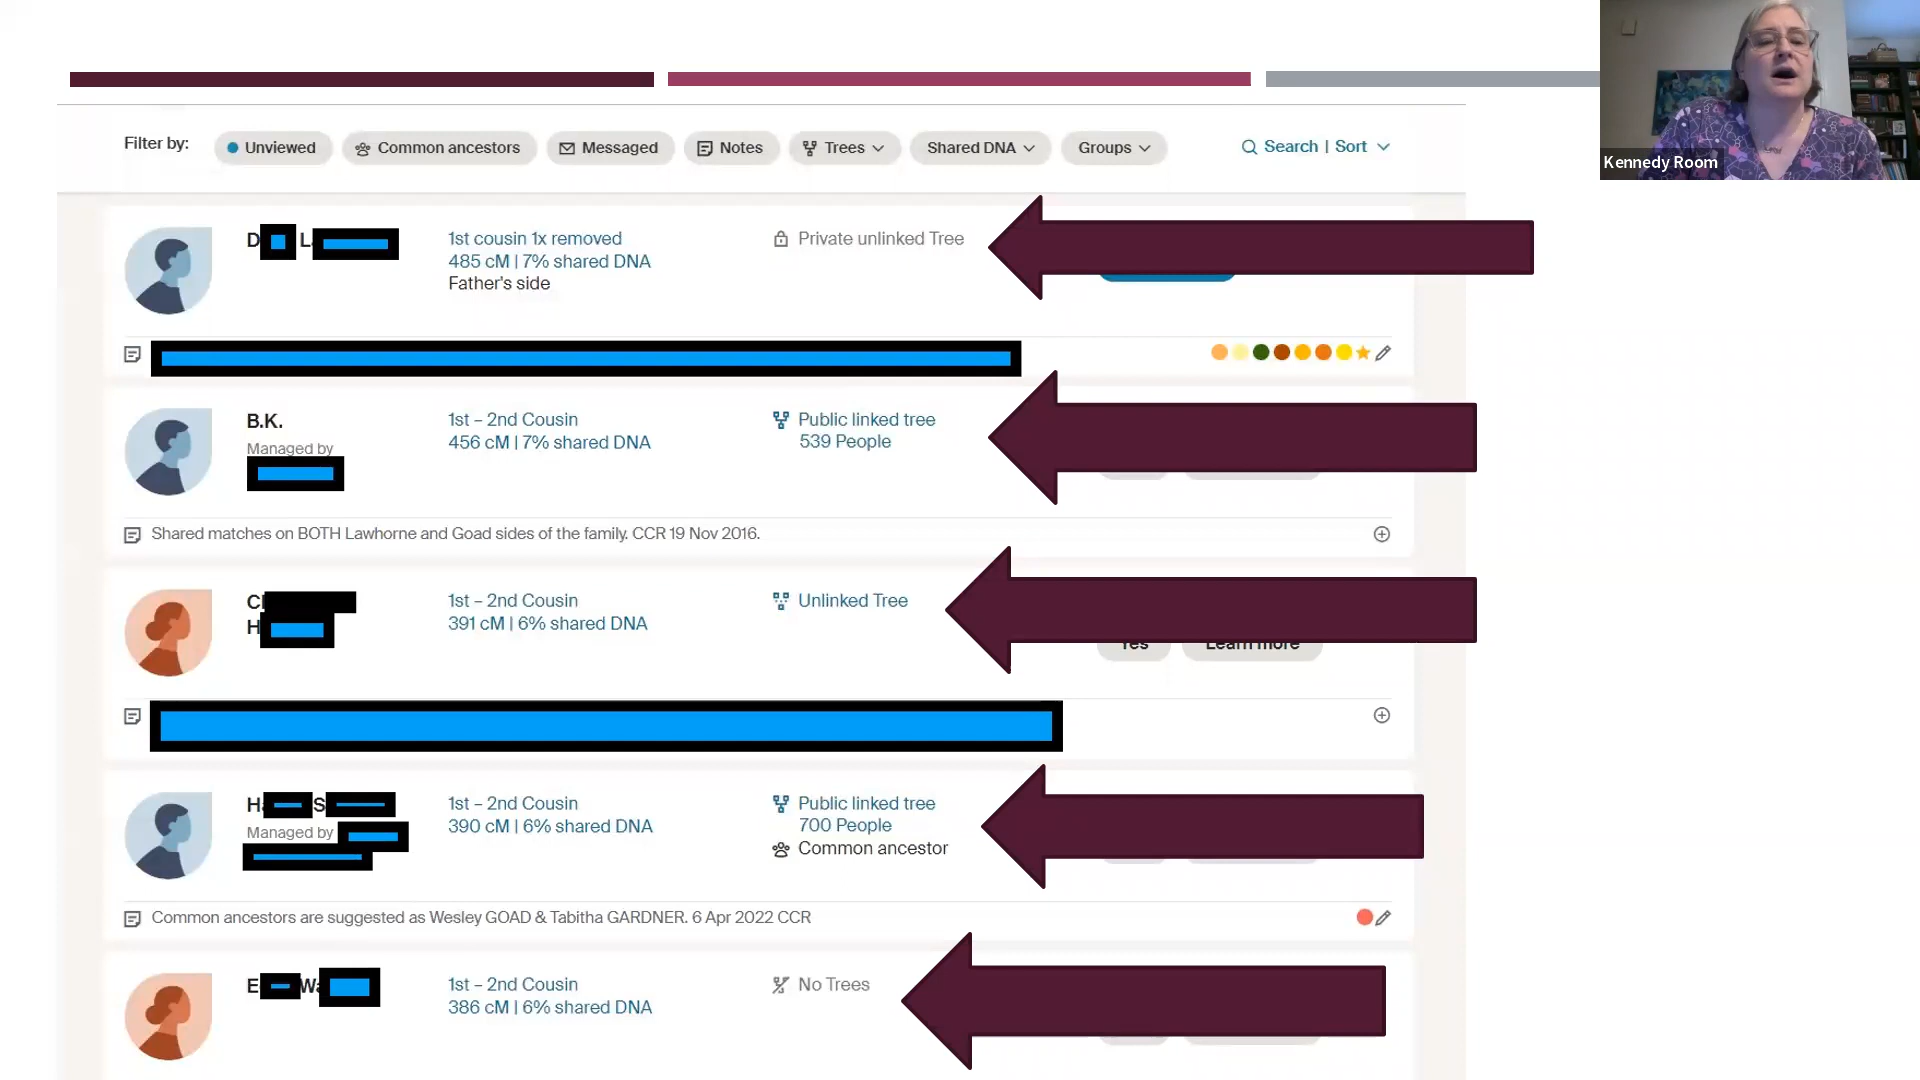 Kennedy Room
Filter by: Unviewed Common ancestors Messaged Notes Trees Shared DNA Groups Search | Sort
D L
1st cousin 1x removed
485 cM | 7% shared DNA
Father's side
Private unlinked Tree
B.K.
Managed by
1st – 2nd Cousin
456 cM | 7% shared DNA
Public linked tree
539 People
Shared matches on BOTH Lawhorne and Goad sides of the family. CCR 19 Nov 2016.
H
1st – 2nd Cousin
391 cM | 6% shared DNA
Unlinked Tree
Yes Learn more
H S
Managed by
1st – 2nd Cousin
390 cM | 6% shared DNA
Public linked tree
700 People
Common ancestor
Common ancestors are suggested as Wesley GOAD & Tabitha GARDNER. 6 Apr 2022 CCR
E W
1st – 2nd Cousin
386 cM | 6% shared DNA
No Trees